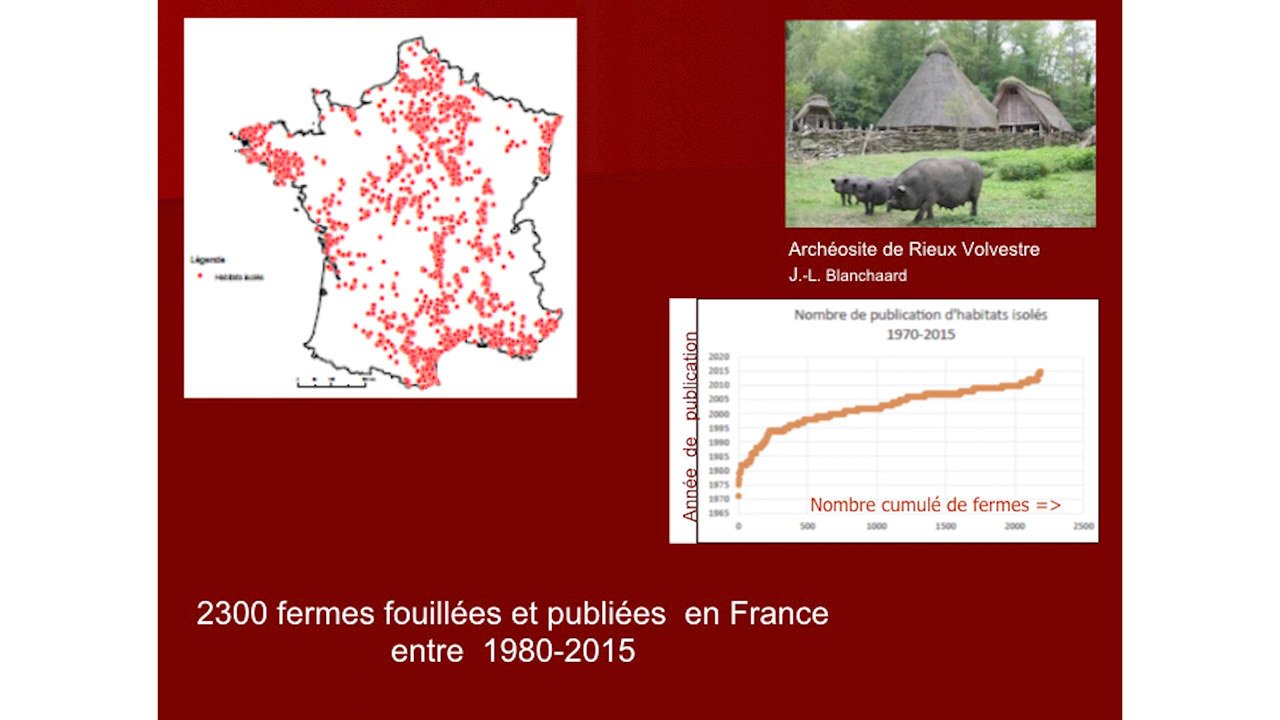 Légende
Habitats isolés
Archéosite de Rieux Volvestre
J.-L. Blanchaard
Nombre de publication d'habitats isolés
1970-2015
Année de publication
2020
2015
2010
2005
2000
1995
1990
1985
1980
1975
1970
1965
Nombre cumulé de fermes =>
0 500 1000 1500 2000 2500
2300 fermes fouillées et publiées en France
entre 1980-2015